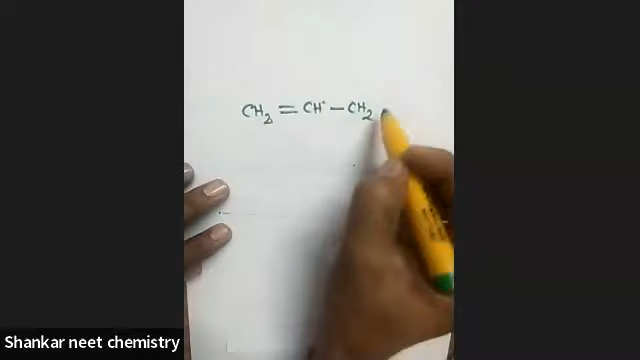 CH₂ = CH - CH₂
Shankar neet chemistry